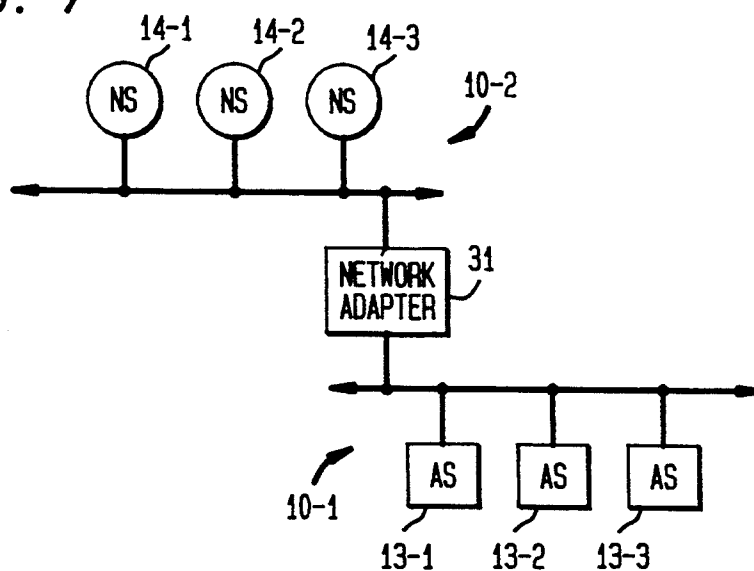 14-1 14-2 14-3
NS NS NS
10-2
NETWORK
ADAPTER
31
AS AS AS
10-1
13-1 13-2 13-3